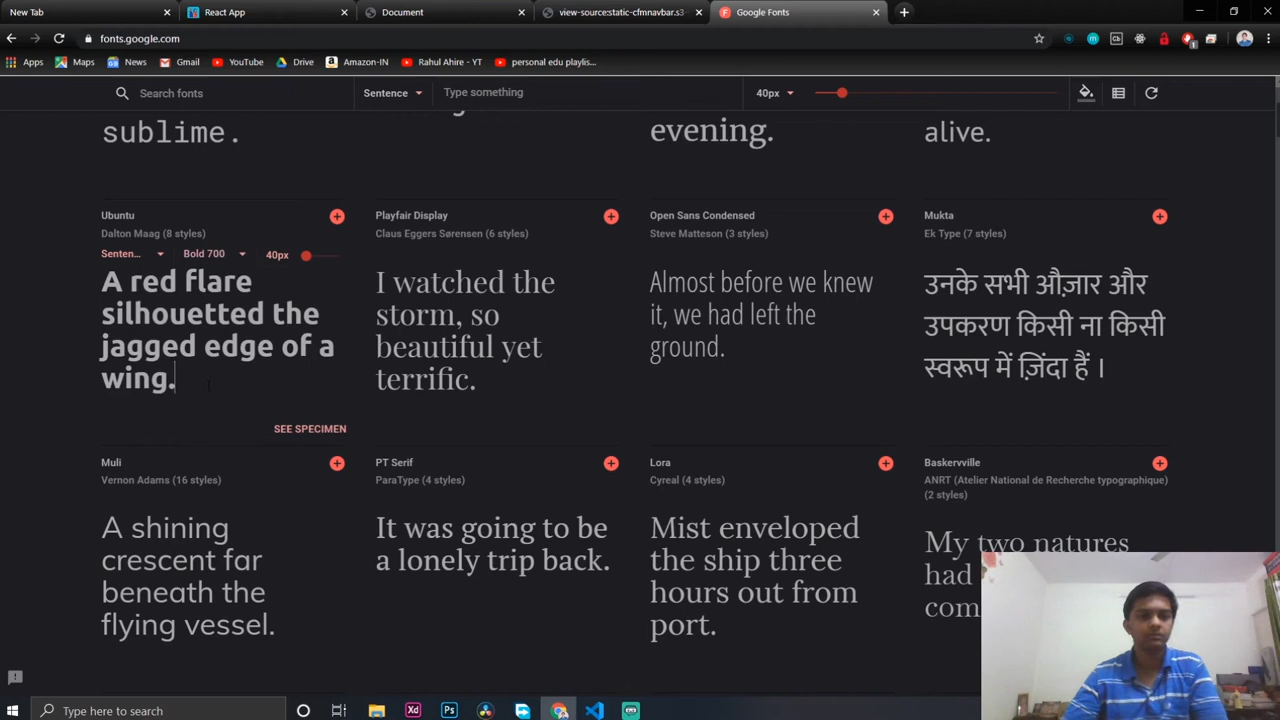 New Tab
React App
Document
view-source:static-cfmnavbar.s3-
Google Fonts
fonts.google.com
Apps
Maps
News
Gmail
YouTube
Drive
Amazon-IN
Rahul Ahire - YT
personal edu playlis...
Search fonts
Sentence
Type something
40px
sublime.
evening.
alive.
Ubuntu
Dalton Maag (8 styles)
Senten...
Bold 700
40px
A red flare
silhouetted the
jagged edge of a
wing.
SEE SPECIMEN
Playfair Display
Claus Eggers Sørensen (6 styles)
I watched the
storm, so
beautiful yet
terrific.
Open Sans Condensed
Steve Matteson (3 styles)
Almost before we knew
it, we had left the
ground.
Mukta
Ek Type (7 styles)
उनके सभी औज़ार और
उपकरण किसी ना किसी
स्वरूप में ज़िंदा हैं ।
Muli
Vernon Adams (16 styles)
A shining
crescent far
beneath the
flying vessel.
PT Serif
ParaType (4 styles)
It was going to be
a lonely trip back.
Lora
Cyreal (4 styles)
Mist enveloped
the ship three
hours out from
port.
Baskervville
ANRT (Atelier National de Recherche typographique)
(2 styles)
My two natures
had
com
Type here to search